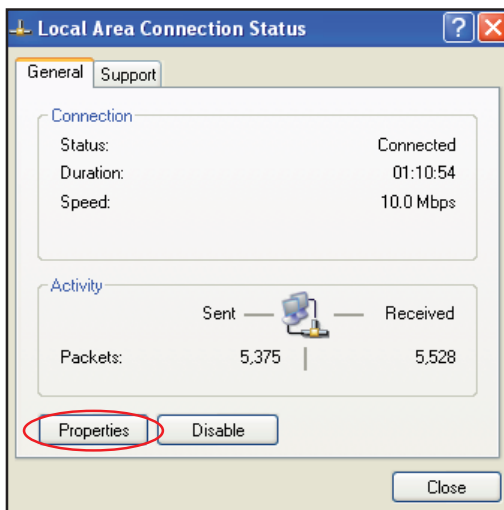 Local Area Connection Status
General Support
Connection
Status: Connected
Duration: 01:10:54
Speed: 10.0 Mbps
Activity
Sent — — Received
Packets: 5,375 | 5,528
Properties Disable
Close